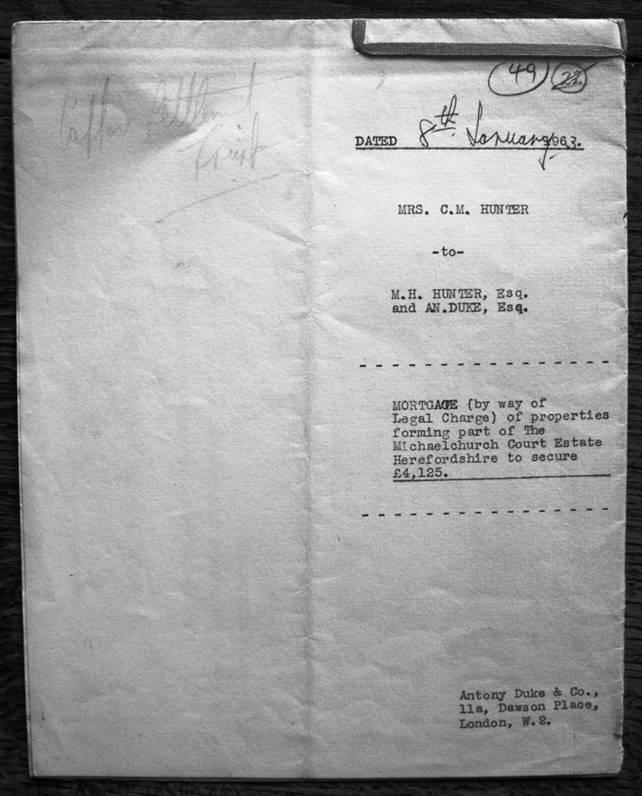 49
DATED 8th January 1963.
MRS. C.M. HUNTER
-to-
M.H. HUNTER, Esq.
and AN.DUKE, Esq.
MORTGAGE (by way of
Legal Charge) of properties
forming part of The
Michaelchurch Court Estate
Herefordshire to secure
£4,125.
Antony Duke & Co.,
11a, Dawson Place,
London, W.2.